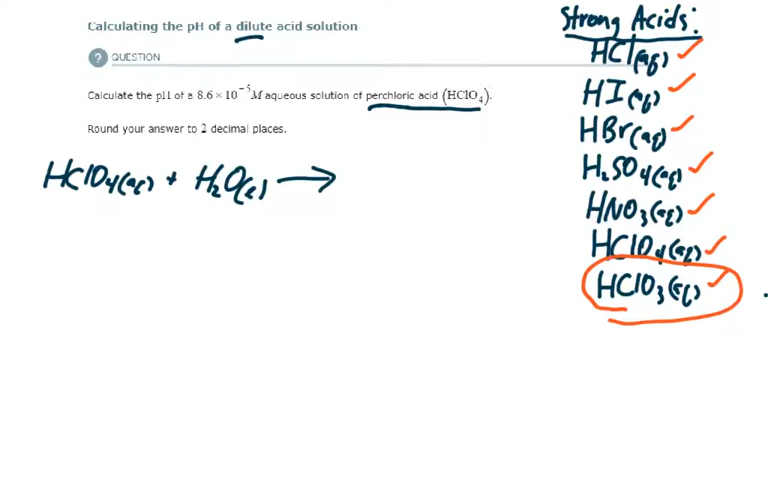 Calculating the pH of a dilute acid solution
? QUESTION
Calculate the pH of a 8.6 × 10⁻⁵ M aqueous solution of perchloric acid (HClO₄).
Round your answer to 2 decimal places.
HClO₄(aq) + H₂O(l) →
Strong Acids:
HCl(aq) ✓
HI(aq) ✓
HBr(aq) ✓
H₂SO₄(aq) ✓
HNO₃(aq) ✓
HClO₄(aq) ✓
HClO₃(aq) ✓